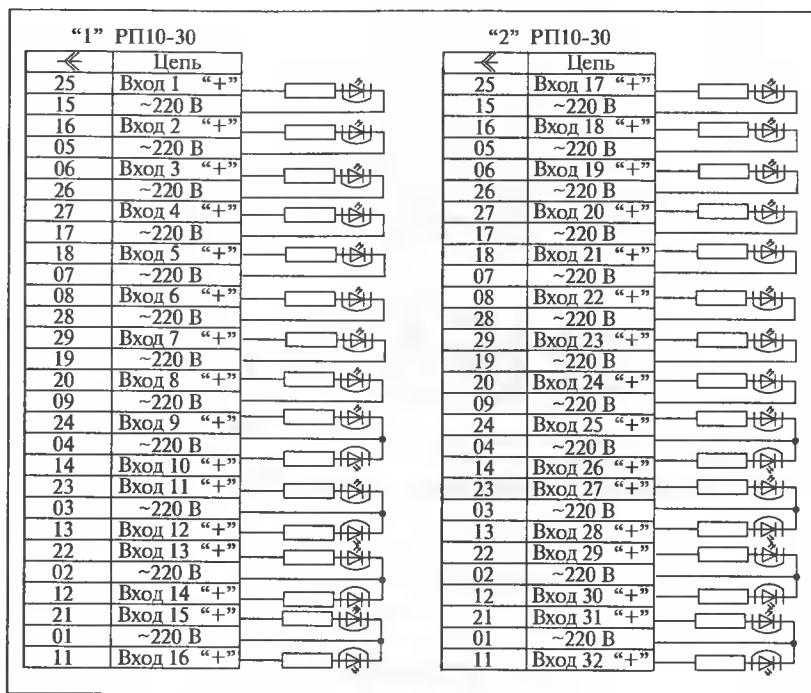 “1” РП10-30
Цепь
25 Вход 1 “+”
15 ~220 В
16 Вход 2 “+”
05 ~220 В
06 Вход 3 “+”
26 ~220 В
27 Вход 4 “+”
17 ~220 В
18 Вход 5 “+”
07 ~220 В
08 Вход 6 “+”
28 ~220 В
29 Вход 7 “+”
19 ~220 В
20 Вход 8 “+”
09 ~220 В
24 Вход 9 “+”
04 ~220 В
14 Вход 10 “+”
23 Вход 11 “+”
03 ~220 В
13 Вход 12 “+”
22 Вход 13 “+”
02 ~220 В
12 Вход 14 “+”
21 Вход 15 “+”
01 ~220 В
11 Вход 16 “+”
“2” РП10-30
Цепь
25 Вход 17 “+”
15 ~220 В
16 Вход 18 “+”
05 ~220 В
06 Вход 19 “+”
26 ~220 В
27 Вход 20 “+”
17 ~220 В
18 Вход 21 “+”
07 ~220 В
08 Вход 22 “+”
28 ~220 В
29 Вход 23 “+”
19 ~220 В
20 Вход 24 “+”
09 ~220 В
24 Вход 25 “+”
04 ~220 В
14 Вход 26 “+”
23 Вход 27 “+”
03 ~220 В
13 Вход 28 “+”
22 Вход 29 “+”
02 ~220 В
12 Вход 30 “+”
21 Вход 31 “+”
01 ~220 В
11 Вход 32 “+”